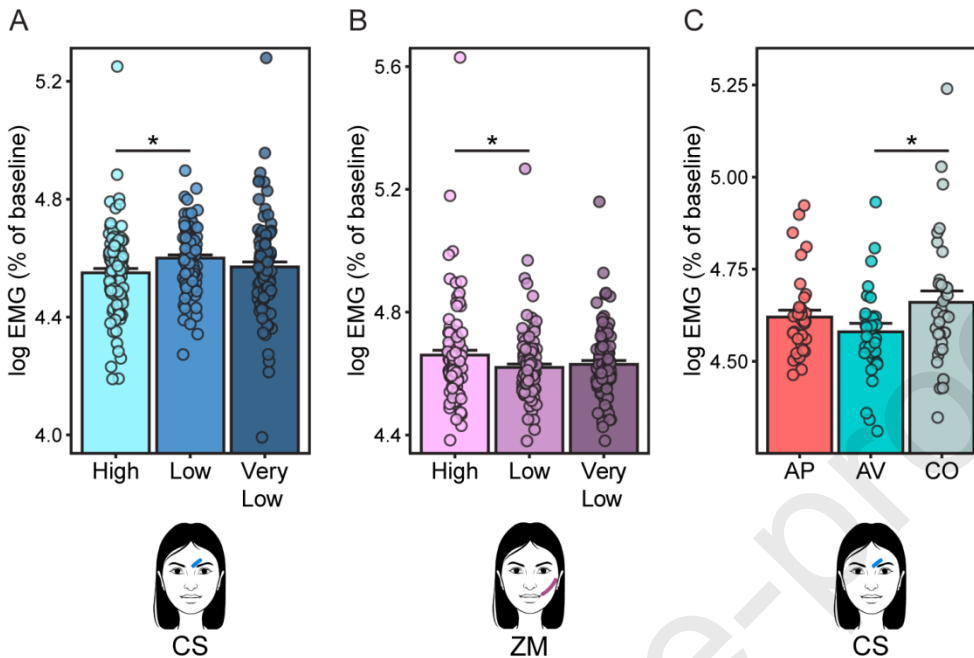 A
log EMG (% of baseline)
5.2
4.8
4.4
4.0
*
High
Low
Very
Low
CS
B
log EMG (% of baseline)
5.6
5.2
4.8
4.4
*
High
Low
Very
Low
ZM
C
log EMG (% of baseline)
5.25
5.00
4.75
4.50
*
AP
AV
CO
CS
e-pro